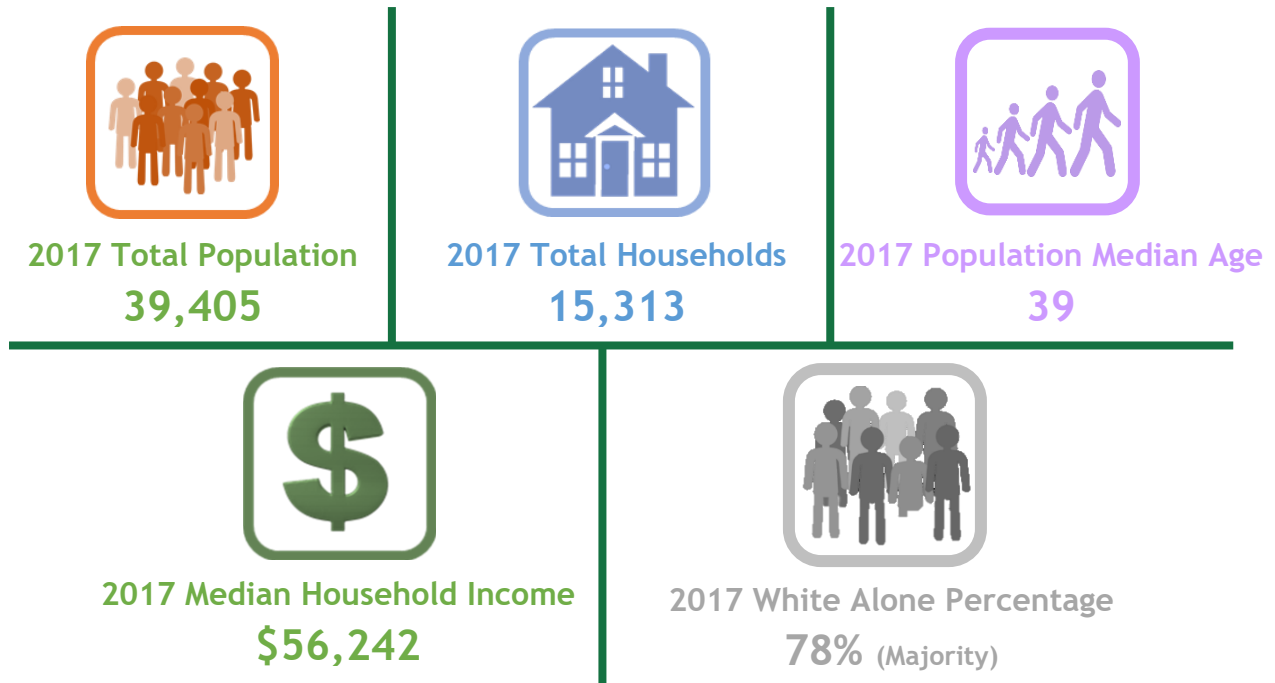 2017 Total Population
39,405
2017 Total Households
15,313
2017 Population Median Age
39
$
2017 Median Household Income
$56,242
2017 White Alone Percentage
78% (Majority)